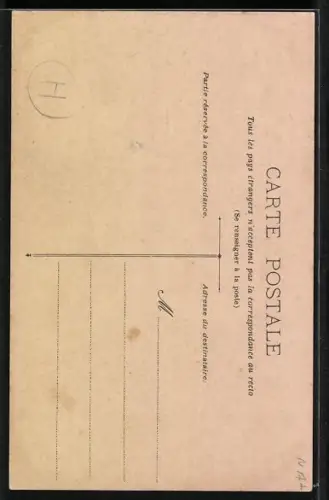 CARTE POSTALE
Tous les pays étrangers n'acceptent pas la correspondance au recto
(Se renseigner à la poste)
Partie réservée à la correspondance.
Adresse du destinataire.
M
H